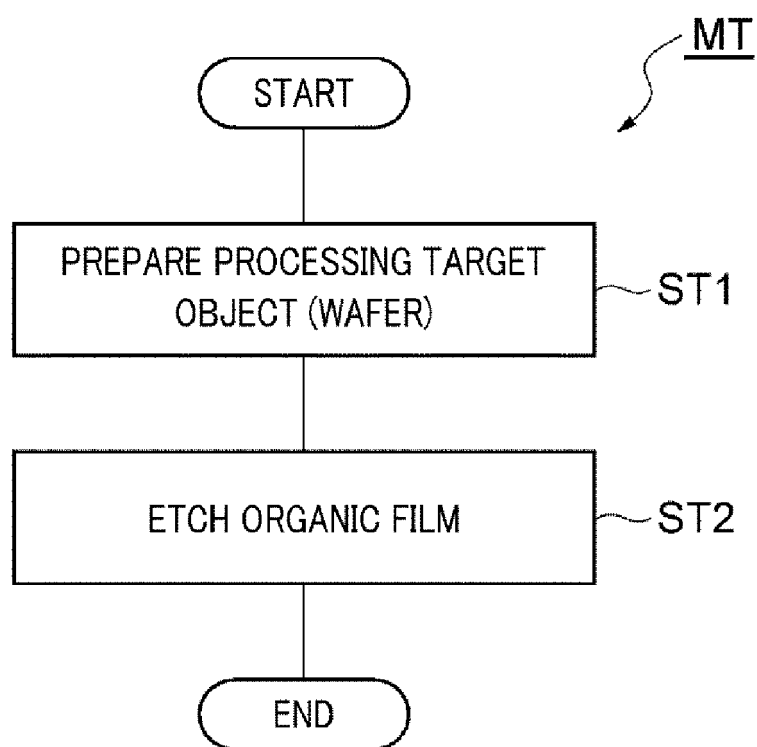 MT
START
PREPARE PROCESSING TARGET
OBJECT (WAFER)
ST1
ETCH ORGANIC FILM
ST2
END